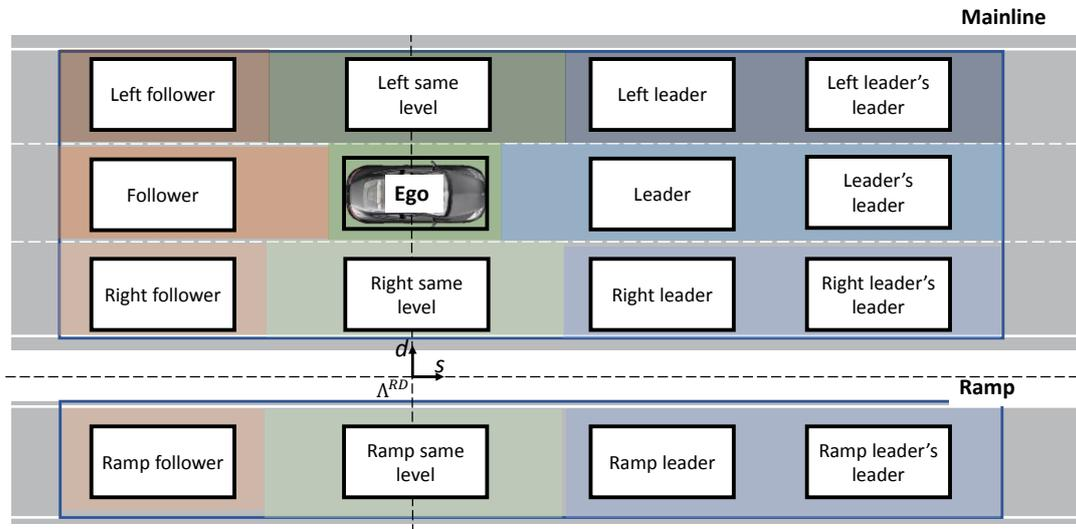 Mainline
Left follower
Left same
level
Left leader
Left leader's
leader
Follower
Ego
Leader
Leader's
leader
Right follower
Right same
level
Right leader
Right leader's
leader
d
s
Λᴿᴰ
Ramp
Ramp follower
Ramp same
level
Ramp leader
Ramp leader's
leader